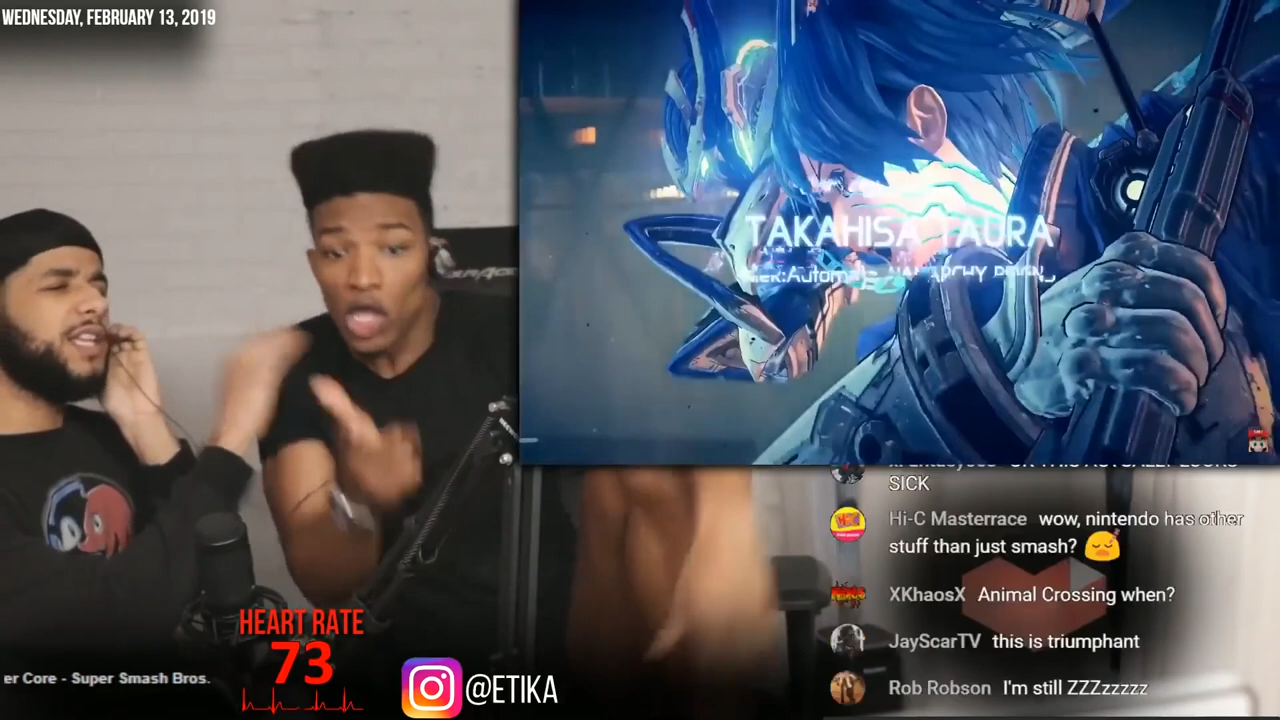 WEDNESDAY, FEBRUARY 13, 2019
TAKAHISA TAURA
SICK
Hi-C Masterrace wow, nintendo has other
stuff than just smash?
XKhaosX Animal Crossing when?
JayScarTV this is triumphant
Rob Robson I'm still ZZZzzzzz
HEART RATE
73
er Core - Super Smash Bros.
@ETIKA